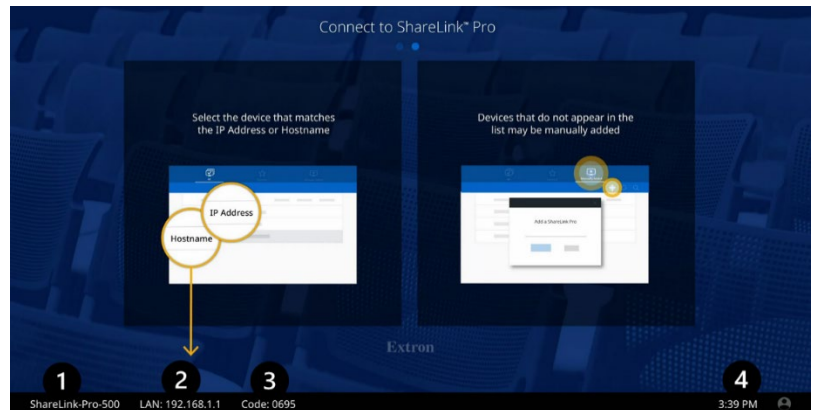 Connect to ShareLink™ Pro
Select the device that matches
the IP Address or Hostname
Devices that do not appear in the
list may be manually added
IP Address
Hostname
Add a ShareLink Pro
Extron
1
2
3
4
ShareLink-Pro-500
LAN: 192.168.1.1
Code: 0695
3:39 PM